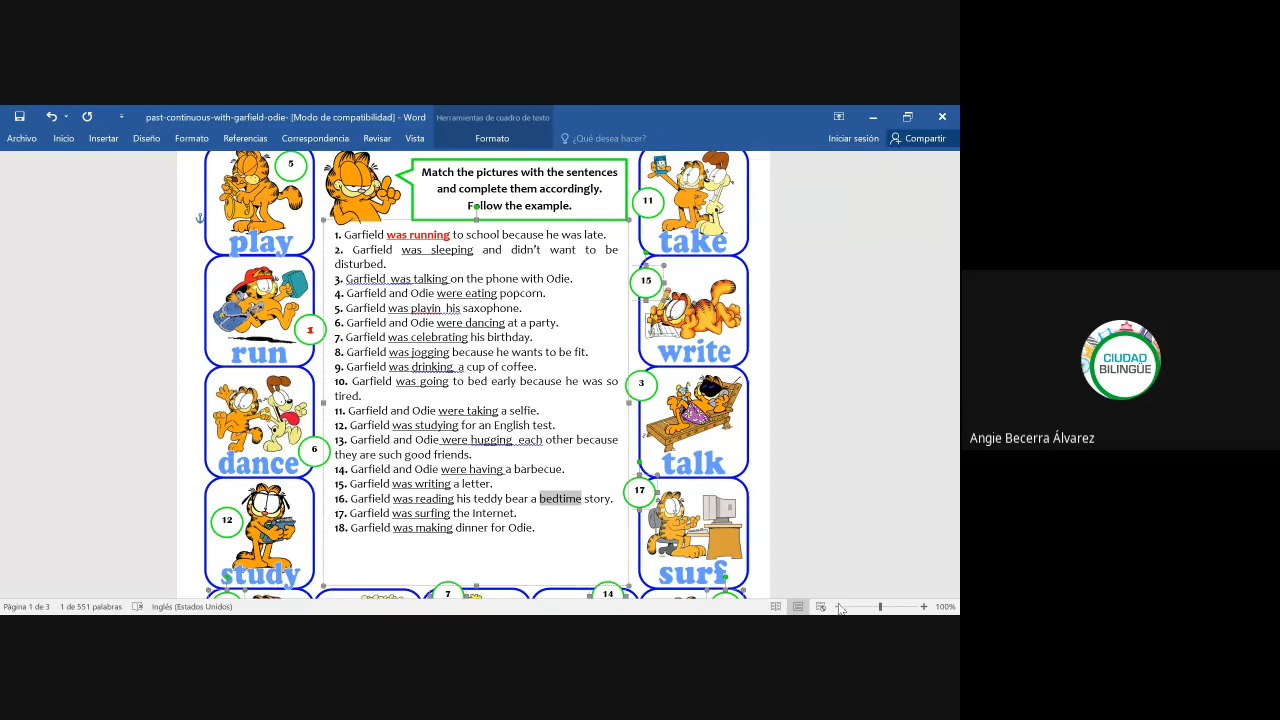 past-continuous-with-garfield-odie- [Modo de compatibilidad] - Word
Herramientas de cuadro de texto
Archivo Inicio Insertar Diseño Formato Referencias Correspondencia Revisar Vista Formato ¿Qué desea hacer? Iniciar sesión Compartir
5
play
Match the pictures with the sentences
and complete them accordingly.
Follow the example.
11
take
1. Garfield was running to school because he was late.
2. Garfield was sleeping and didn't want to be
disturbed.
3. Garfield was talking on the phone with Odie.
4. Garfield and Odie were eating popcorn.
5. Garfield was playin his saxophone.
6. Garfield and Odie were dancing at a party.
7. Garfield was celebrating his birthday.
8. Garfield was jogging because he wants to be fit.
9. Garfield was drinking a cup of coffee.
10. Garfield was going to bed early because he was so
tired.
11. Garfield and Odie were taking a selfie.
12. Garfield was studying for an English test.
13. Garfield and Odie were hugging each other because
they are such good friends.
14. Garfield and Odie were having a barbecue.
15. Garfield was writing a letter.
16. Garfield was reading his teddy bear a bedtime story.
17. Garfield was surfing the Internet.
18. Garfield was making dinner for Odie.
1
run
15
write
6
dance
3
talk
12
study
17
surf
7
14
Página 1 de 3 1 de 551 palabras Inglés (Estados Unidos) 100%
CIUDAD
BILINGÜE
Angie Becerra Álvarez